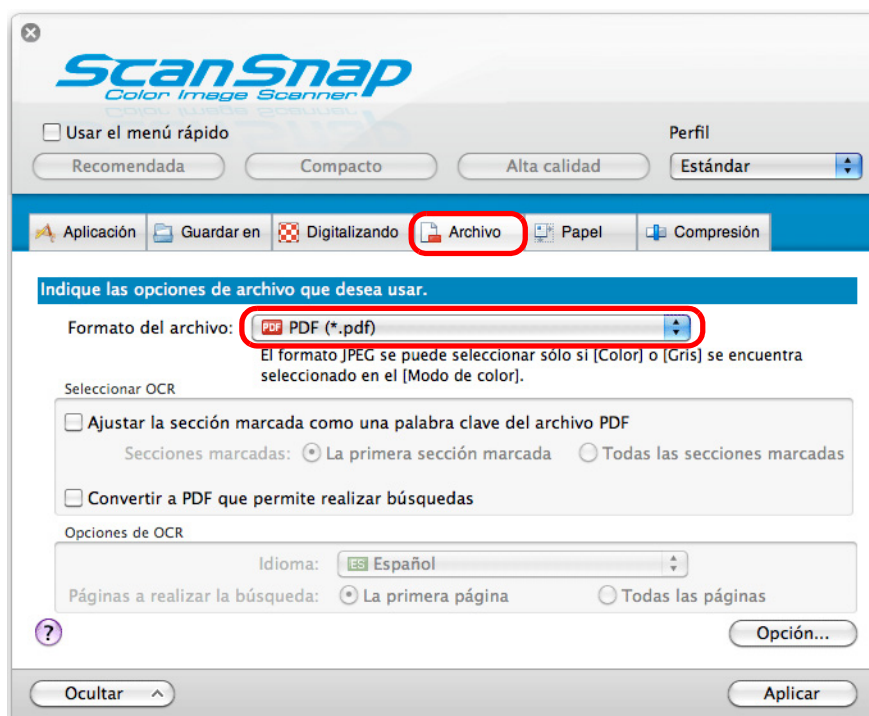 ScanSnap
Color Image Scanner
Usar el menú rápido
Perfil
Recomendada
Compacto
Alta calidad
Estándar
Aplicación
Guardar en
Digitalizando
Archivo
Papel
Compresión
Indique las opciones de archivo que desea usar.
Formato del archivo: PDF PDF (*.pdf)
El formato JPEG se puede seleccionar sólo si [Color] o [Gris] se encuentra
seleccionado en el [Modo de color].
Seleccionar OCR
Ajustar la sección marcada como una palabra clave del archivo PDF
Secciones marcadas: La primera sección marcada Todas las secciones marcadas
Convertir a PDF que permite realizar búsquedas
Opciones de OCR
Idioma: ES Español
Páginas a realizar la búsqueda: La primera página Todas las páginas
?
Opción...
Ocultar
Aplicar